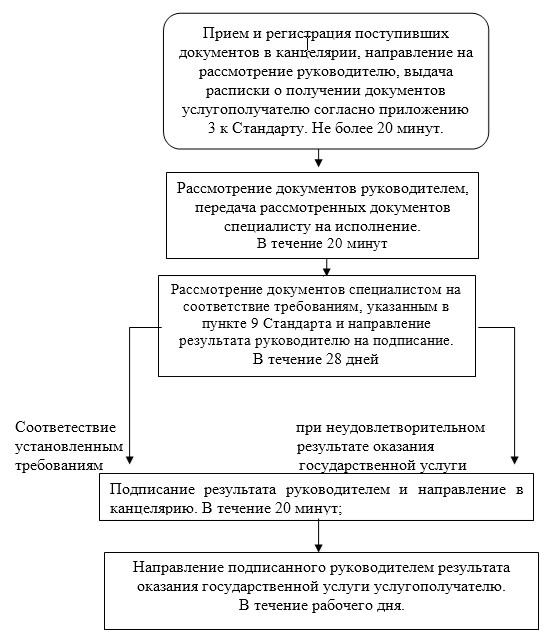 Прием и регистрация поступивших
документов в канцелярии, направление на
рассмотрение руководителю, выдача
расписки о получении документов
услугополучателю согласно приложению
3 к Стандарту. Не более 20 минут.
Рассмотрение документов руководителем,
передача рассмотренных документов
специалисту на исполнение.
В течение 20 минут
Рассмотрение документов специалистом на
соответствие требованиям, указанным в
пункте 9 Стандарта и направление
результата руководителю на подписание.
В течение 28 дней
Соответествие
установленным
требованиям
при неудовлетворительном
результате оказания
государственной услуги
Подписание результата руководителем и направление в
канцелярию. В течение 20 минут;
Направление подписанного руководителем результата
оказания государственной услуги услугополучателю.
В течение рабочего дня.